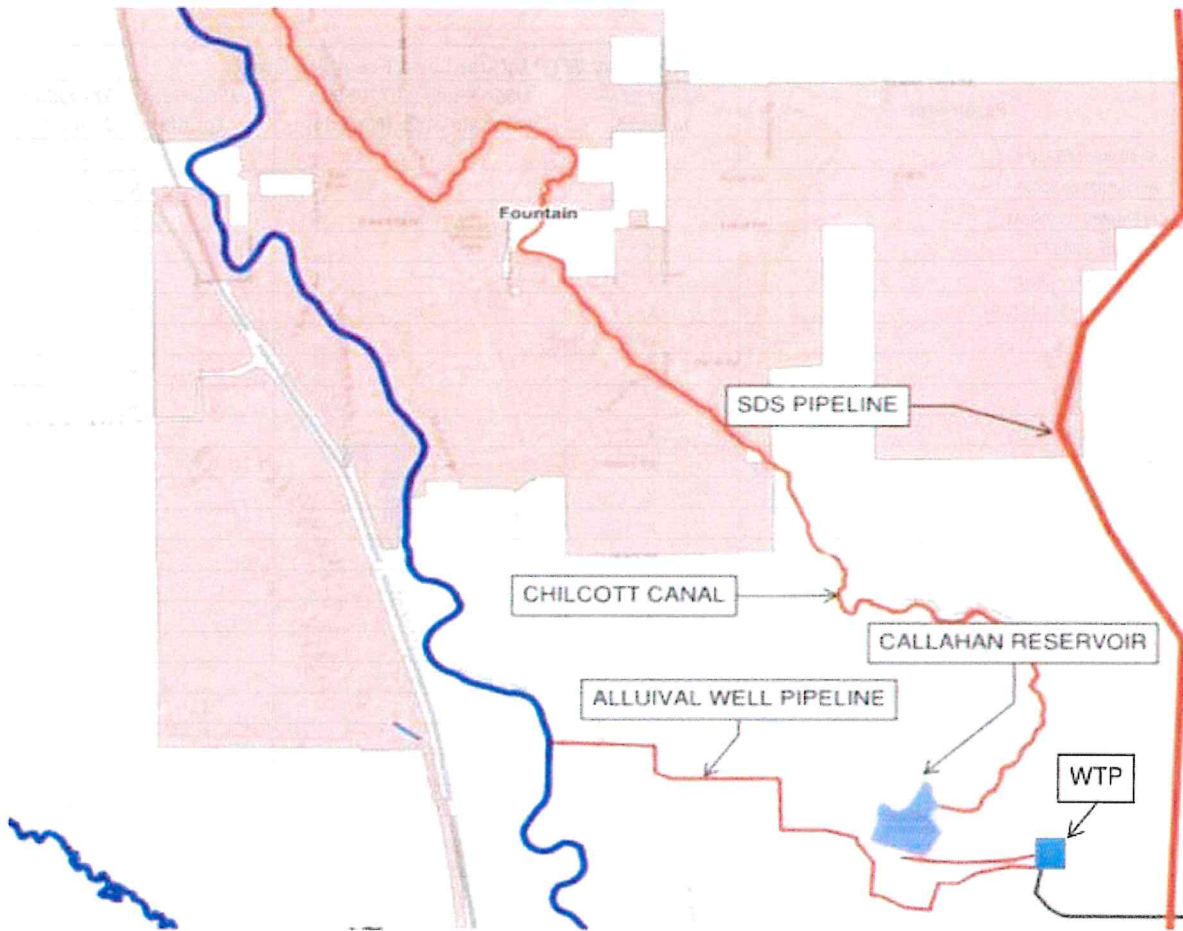 Fountain
SDS PIPELINE
CHILCOTT CANAL
CALLAHAN RESERVOIR
ALLUIVAL WELL PIPELINE
WTP